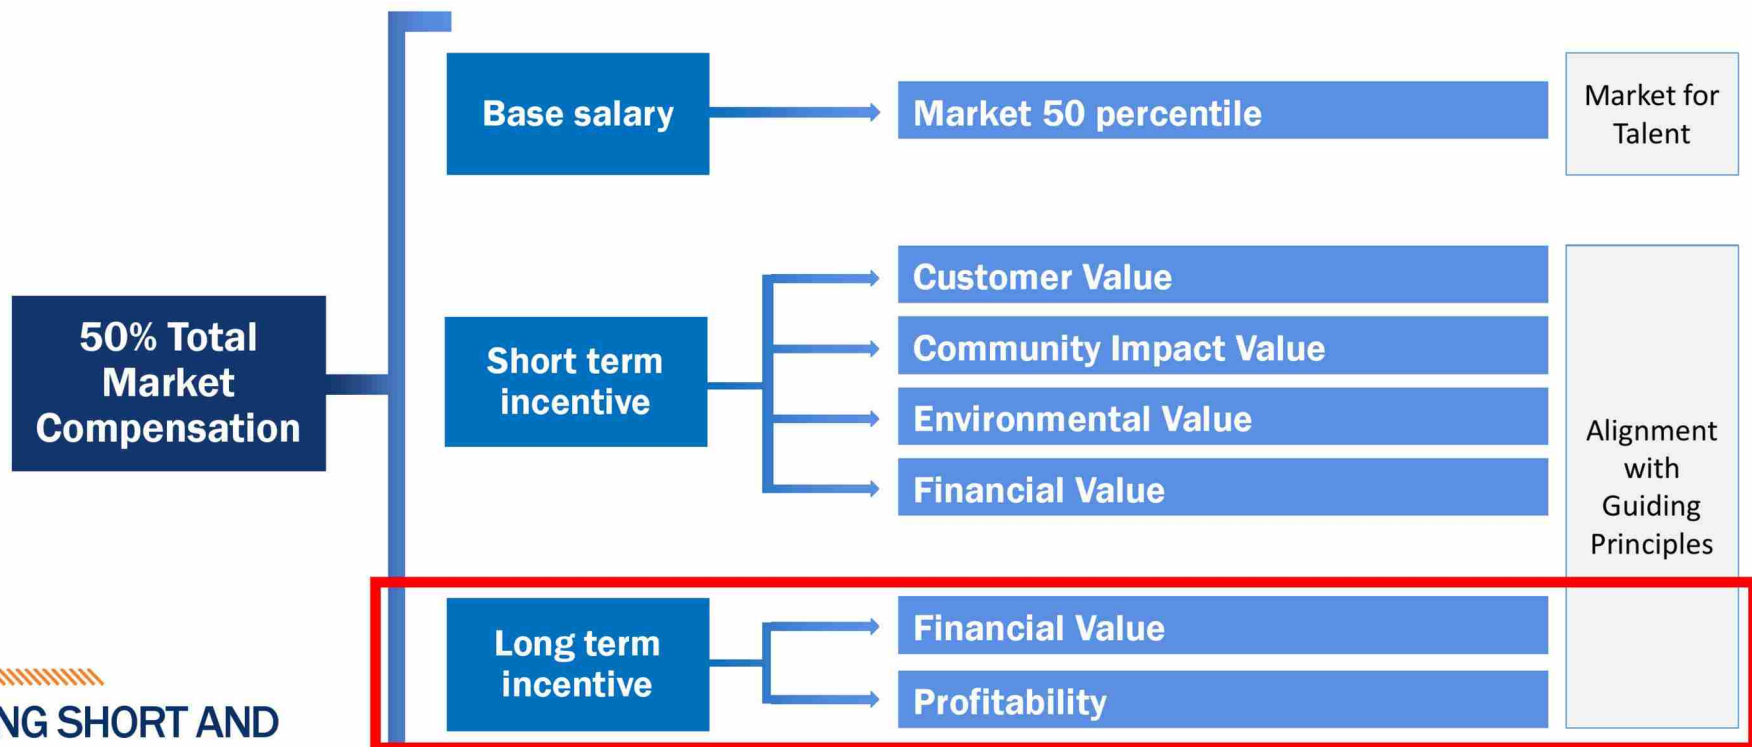 Base salary
Market 50 percentile
Market for
Talent
50% Total
Market
Compensation
Short term
incentive
Customer Value
Community Impact Value
Environmental Value
Financial Value
Alignment
with
Guiding
Principles
Long term
incentive
Financial Value
Profitability
NG SHORT AND